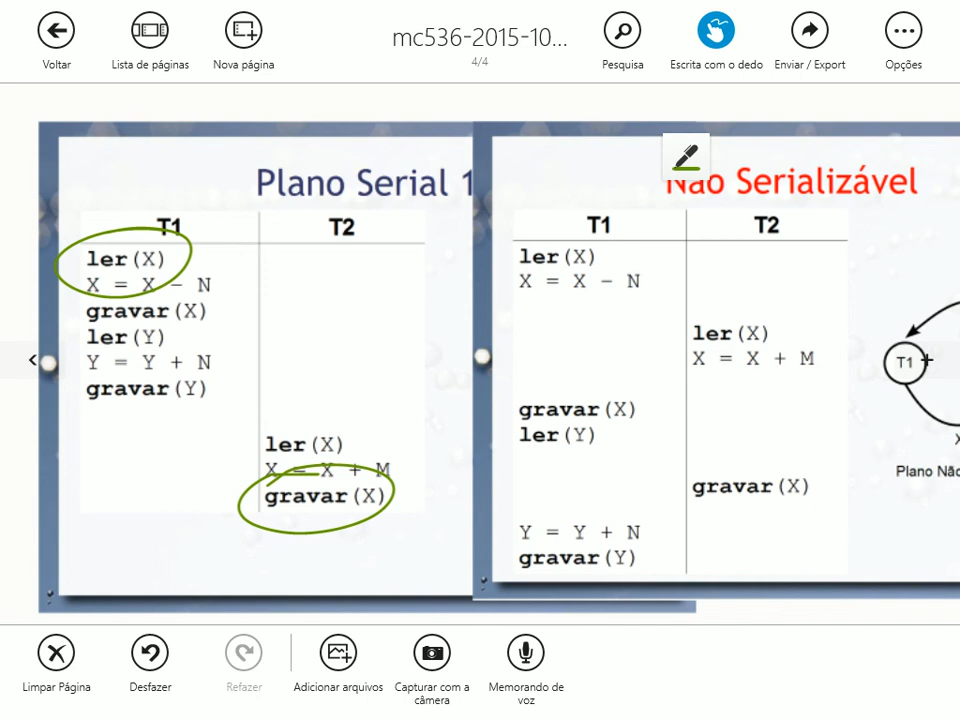 mc536-2015-10...
4/4
Voltar
Lista de páginas
Nova página
Pesquisa
Escrita com o dedo
Enviar / Export
Opções
Plano Serial 1
T1 T2
ler(X)
X = X - N
gravar(X)
ler(Y)
Y = Y + N
gravar(Y)
ler(X)
X = X + M
gravar(X)
Não Serializável
T1 T2
ler(X)
X = X - N
ler(X)
X = X + M
gravar(X)
ler(Y)
gravar(X)
Y = Y + N
gravar(Y)
T1
X
Plano Não
Limpar Página
Desfazer
Refazer
Adicionar arquivos
Capturar com a
câmera
Memorando de
voz